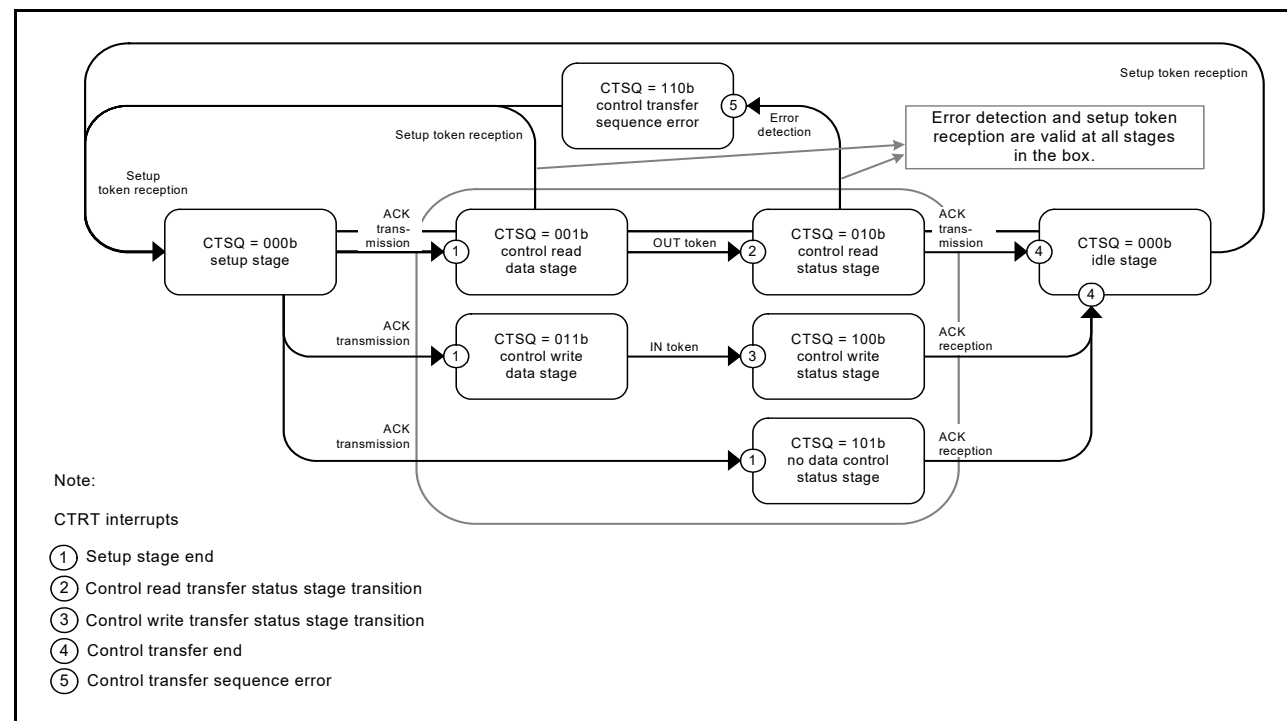 Setup token reception
CTSQ = 110b
control transfer
sequence error
5
Error
detection
Setup token reception
Error detection and setup token
reception are valid at all stages
in the box.
Setup
token reception
CTSQ = 000b
setup stage
ACK
trans-
mission
1
CTSQ = 001b
control read
data stage
OUT token
2
CTSQ = 010b
control read
status stage
ACK
trans-
mission
4
CTSQ = 000b
idle stage
4
ACK
transmission
1
CTSQ = 011b
control write
data stage
IN token
3
CTSQ = 100b
control write
status stage
ACK
reception
ACK
transmission
1
CTSQ = 101b
no data control
status stage
ACK
reception
Note:
CTRT interrupts
1 Setup stage end
2 Control read transfer status stage transition
3 Control write transfer status stage transition
4 Control transfer end
5 Control transfer sequence error